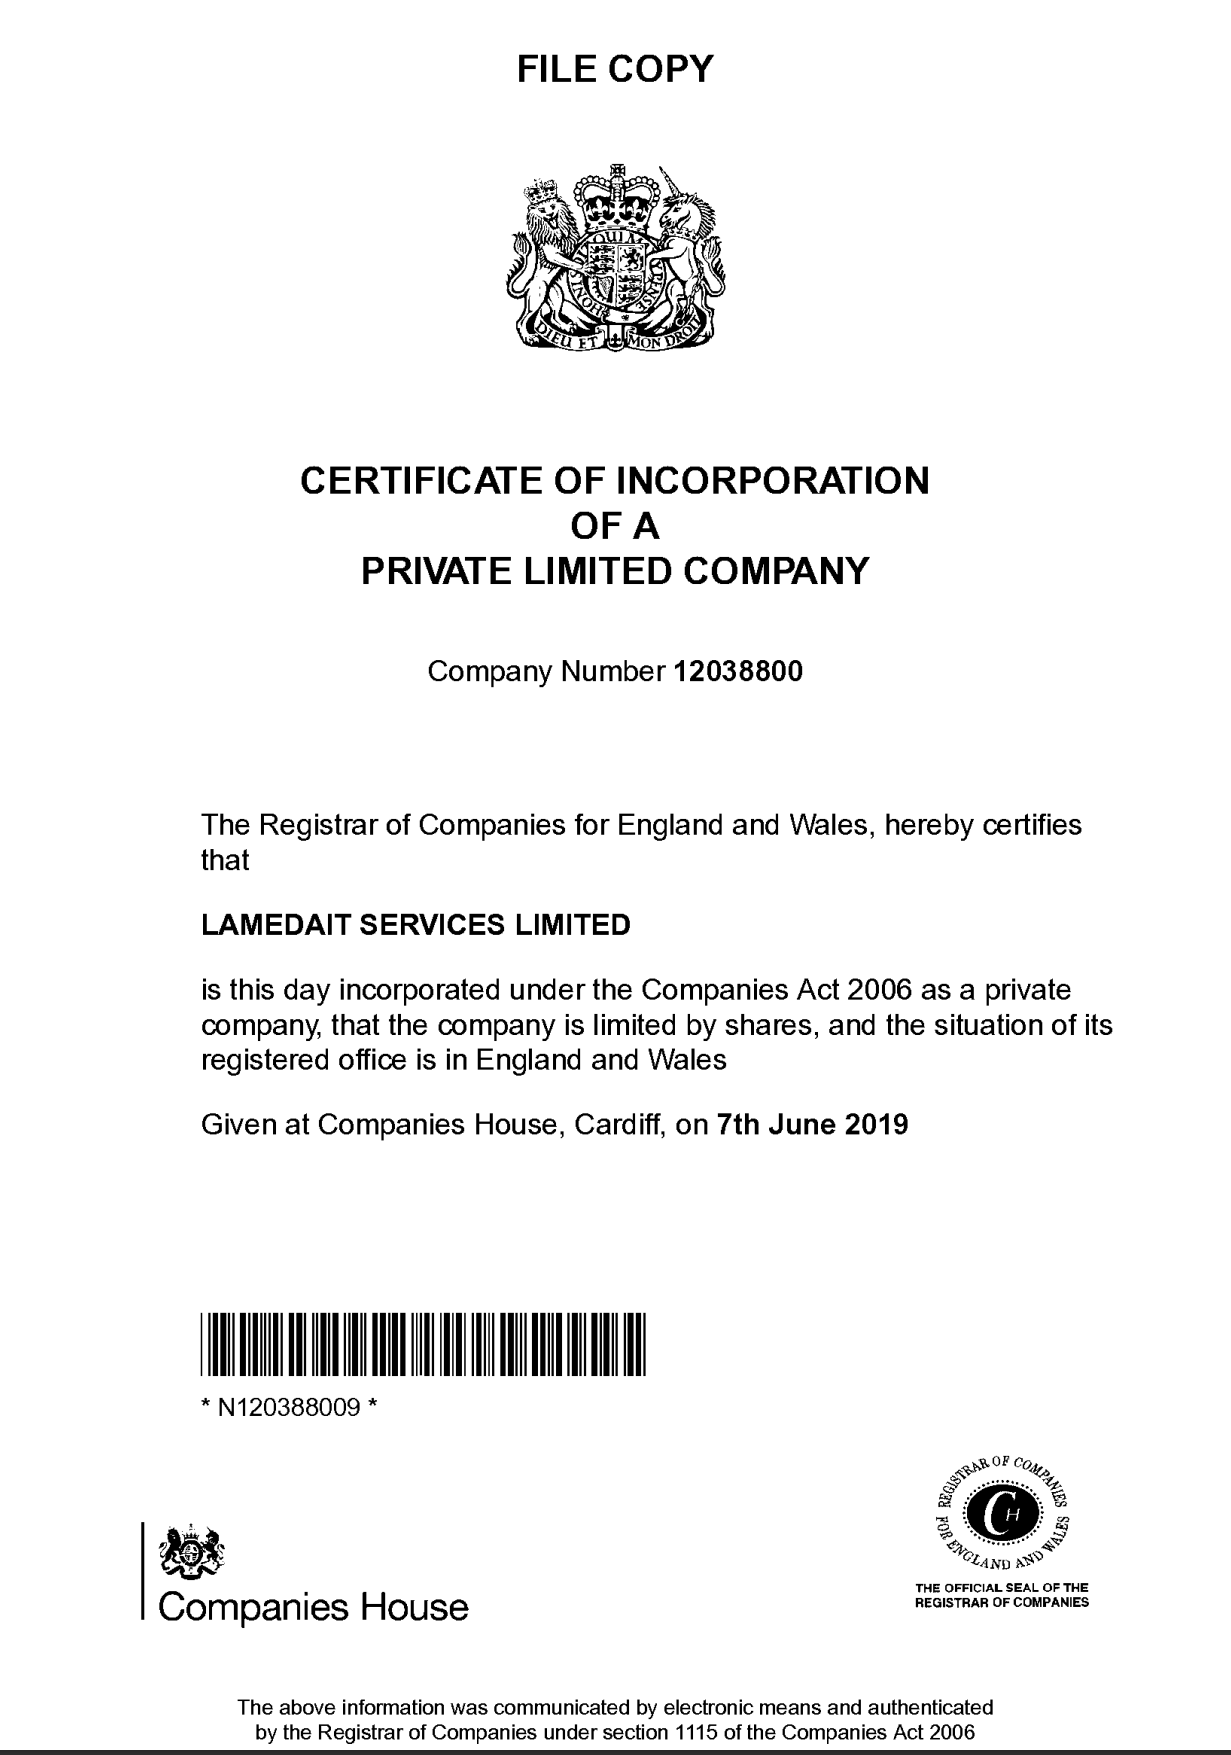 FILE COPY
HONI SOIT QUI MAL Y PENSE
DIEU ET MON DROIT
CERTIFICATE OF INCORPORATION
OF A
PRIVATE LIMITED COMPANY
Company Number 12038800
The Registrar of Companies for England and Wales, hereby certifies
that
LAMEDAIT SERVICES LIMITED
is this day incorporated under the Companies Act 2006 as a private
company, that the company is limited by shares, and the situation of its
registered office is in England and Wales
Given at Companies House, Cardiff, on 7th June 2019
* N120388009 *
REGISTRAR OF COMPANIES
FOR ENGLAND AND WALES
CH
THE OFFICIAL SEAL OF THE
REGISTRAR OF COMPANIES
Companies House
The above information was communicated by electronic means and authenticated
by the Registrar of Companies under section 1115 of the Companies Act 2006